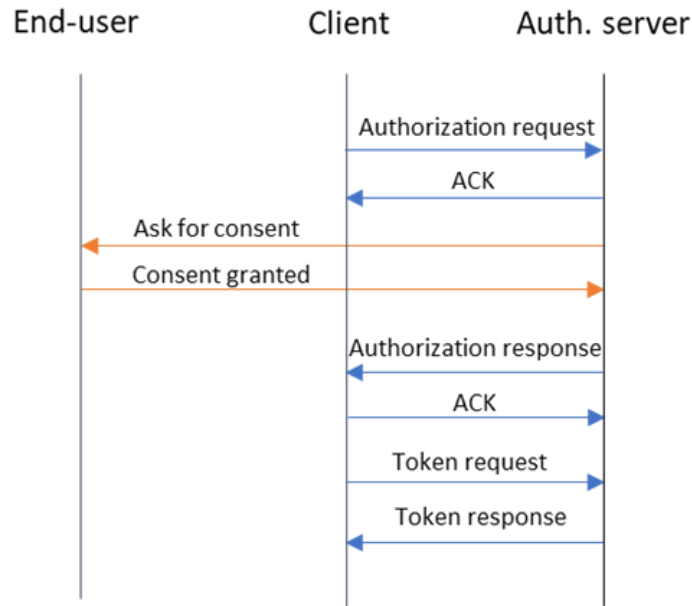 End-user
Client
Auth. server
Authorization request
ACK
Ask for consent
Consent granted
Authorization response
ACK
Token request
Token response